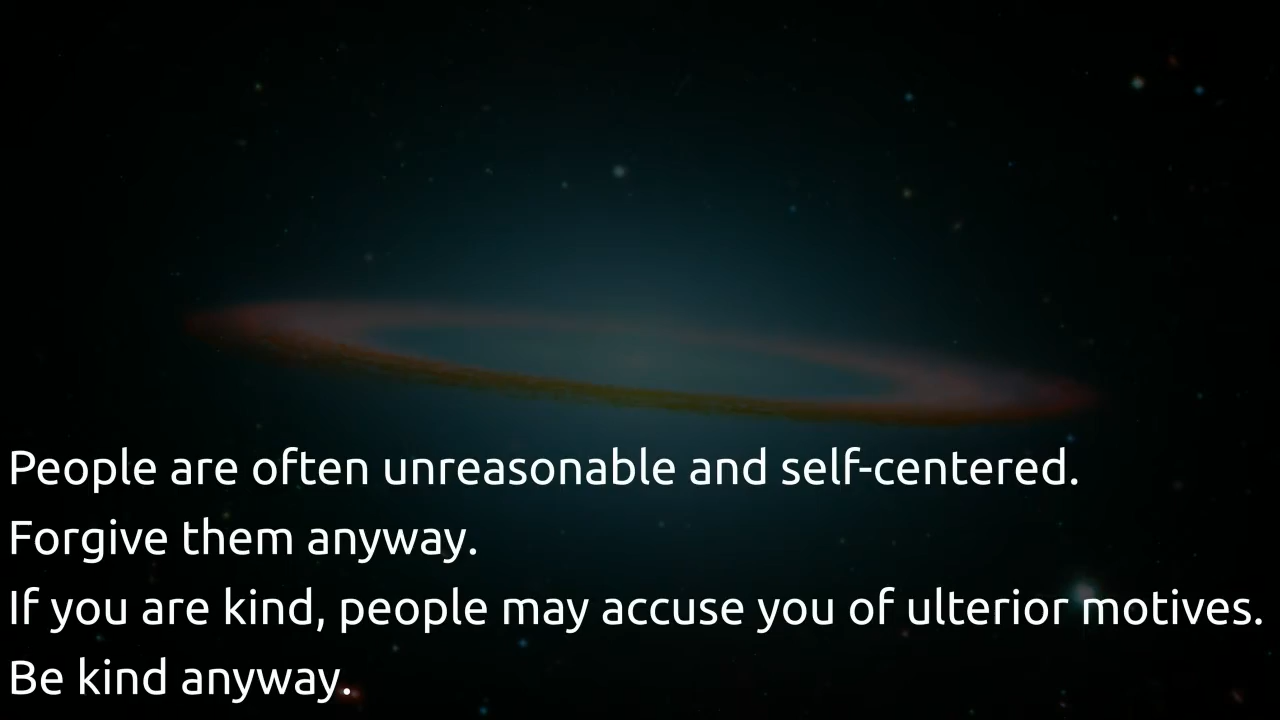 People are often unreasonable and self-centered.
Forgive them anyway.
If you are kind, people may accuse you of ulterior motives.
Be kind anyway.